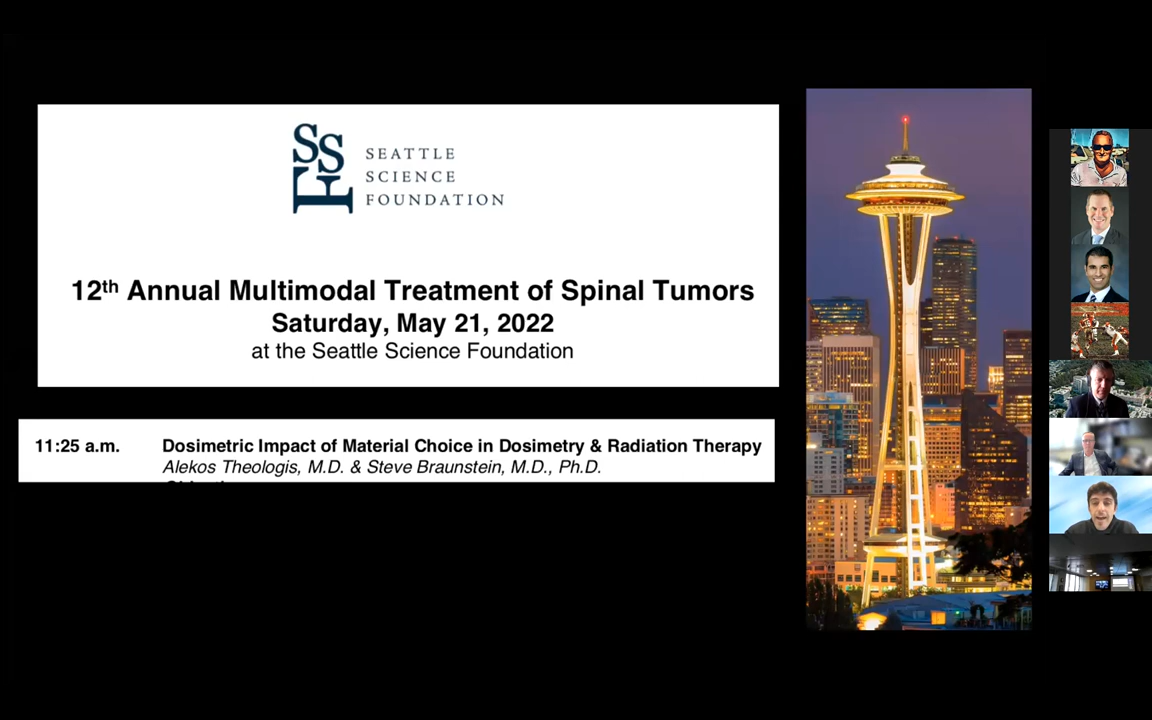 SSF
SEATTLE
SCIENCE
FOUNDATION
12th Annual Multimodal Treatment of Spinal Tumors
Saturday, May 21, 2022
at the Seattle Science Foundation
11:25 a.m. Dosimetric Impact of Material Choice in Dosimetry & Radiation Therapy
Alekos Theologis, M.D. & Steve Braunstein, M.D., Ph.D.